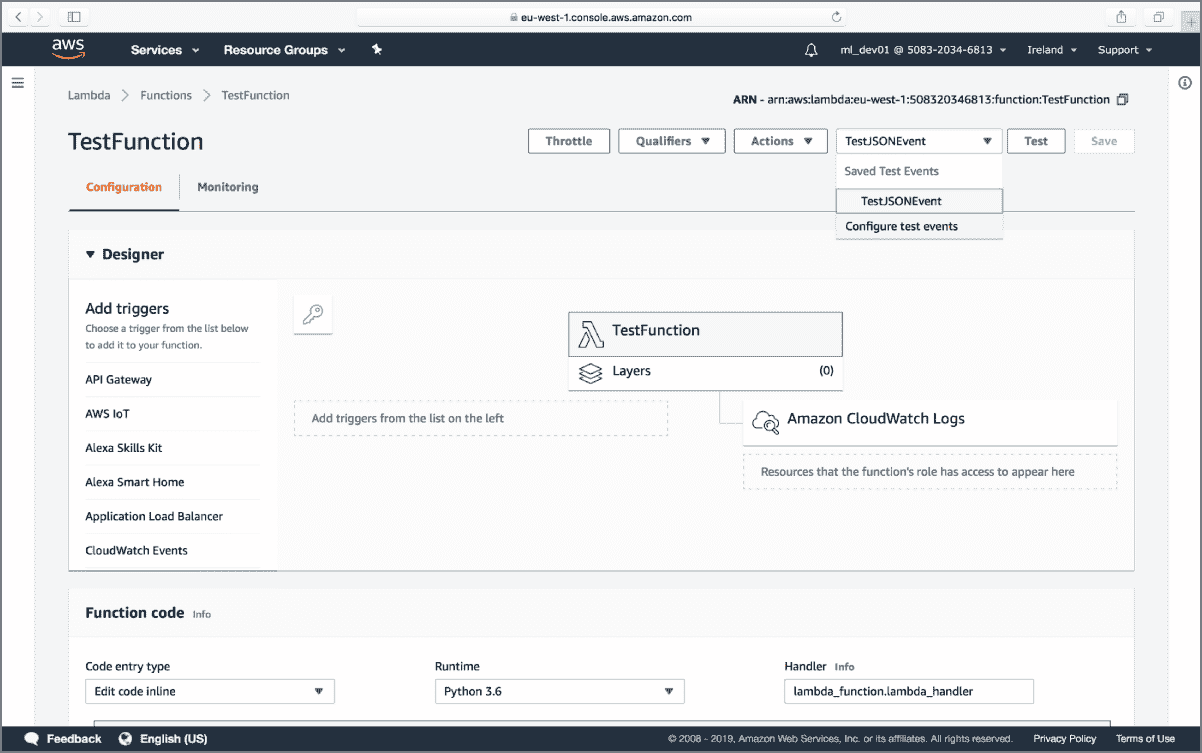 eu-west-1.console.aws.amazon.com
aws
Services
Resource Groups
ml_dev01 @ 5083-2034-6813
Ireland
Support
Lambda
Functions
TestFunction
ARN - arn:aws:lambda:eu-west-1:508320346813:function:TestFunction
TestFunction
Throttle
Qualifiers
Actions
TestJSONEvent
Test
Save
Saved Test Events
TestJSONEvent
Configure test events
Configuration
Monitoring
Designer
Add triggers
Choose a trigger from the list below
to add it to your function.
API Gateway
AWS IoT
Alexa Skills Kit
Alexa Smart Home
Application Load Balancer
CloudWatch Events
TestFunction
Layers
(0)
Add triggers from the list on the left
Amazon CloudWatch Logs
Resources that the function's role has access to appear here
Function code Info
Code entry type
Edit code inline
Runtime
Python 3.6
Handler Info
lambda_function.lambda_handler
Feedback
English (US)
© 2008 - 2019, Amazon Web Services, Inc. or its affiliates. All rights reserved.
Privacy Policy
Terms of Use